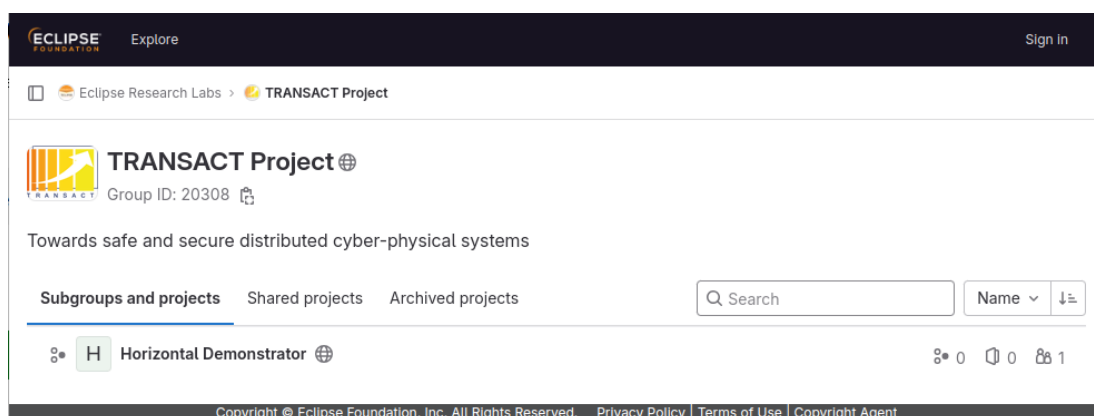 ECLIPSE FOUNDATION Explore Sign in
Eclipse Research Labs › TRANSACT Project
TRANSACT
TRANSACT Project
Group ID: 20308
Towards safe and secure distributed cyber-physical systems
Subgroups and projects Shared projects Archived projects Search Name
H Horizontal Demonstrator 0 0 1
Copyright © Eclipse Foundation, Inc. All Rights Reserved. Privacy Policy | Terms of Use | Copyright Agent